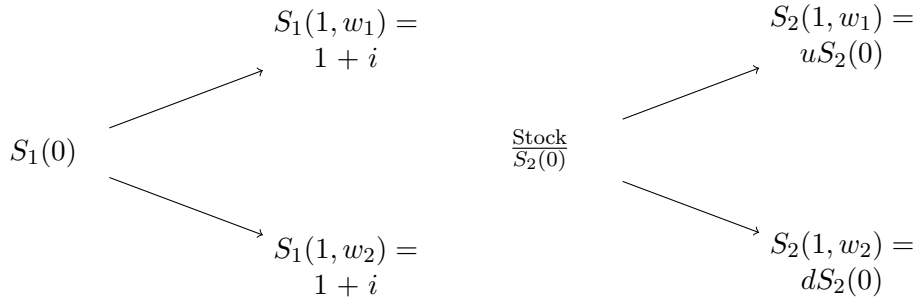 S_1(1, w_1) =
1 + i
S_1(0)
S_1(1, w_2) =
1 + i
S_2(1, w_1) =
uS_2(0)
Stock
S_2(0)
S_2(1, w_2) =
dS_2(0)